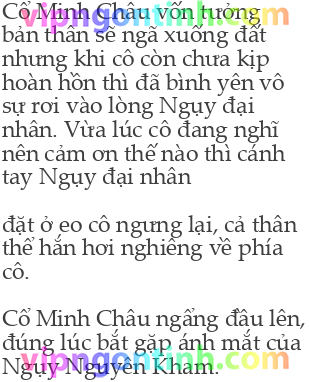 Cố Minh Châu vốn tưởng
bản thân sẽ ngã xuống đất
nhưng khi cô còn chưa kịp
hoàn hồn thì đã bình yên vô
sự rơi vào lòng Ngụy đại
nhân. Vừa lúc cô đang nghĩ
nên cảm ơn thế nào thì cánh
tay Ngụy đại nhân
đặt ở eo cô ngưng lại, cả thân
thể hắn hơi nghiêng về phía
cô.
Cổ Minh Châu ngẩng đầu lên,
đúng lúc bắt gặp ánh mắt của
Ngụy Nguyên Kham.
vipngontinh.com
vipngontinh.com
vipngontinh.com